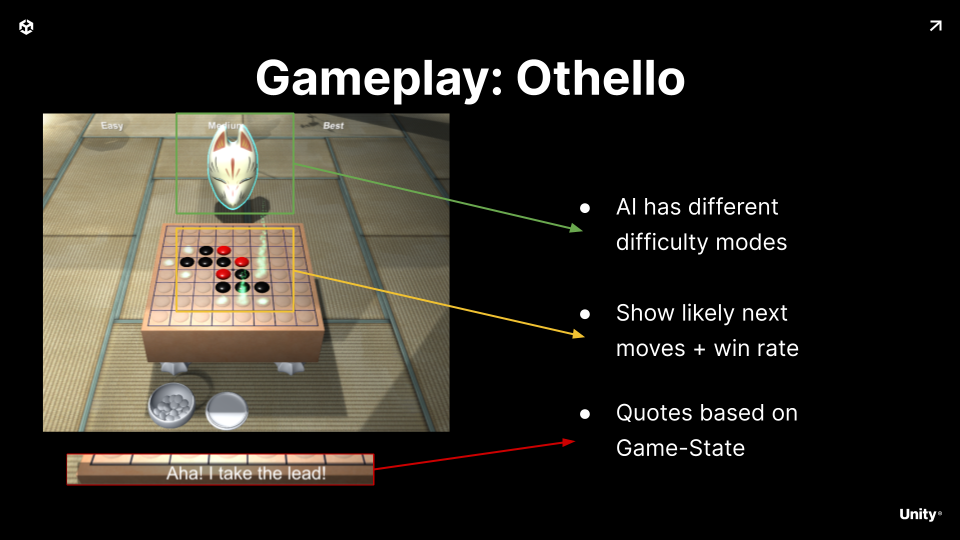 Gameplay: Othello
Easy
Medium
Best
AI has different
difficulty modes
Show likely next
moves + win rate
Quotes based on
Game-State
Aha! I take the lead!
Unity®